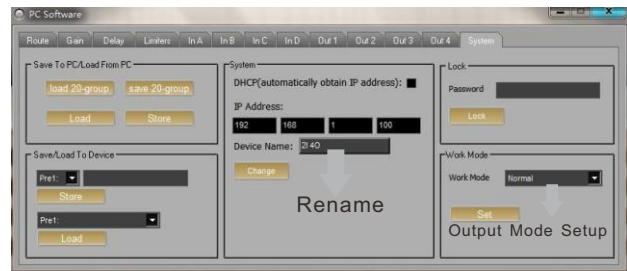 PC Software
Route Gain Delay Limiters In A In B In C In D Out 1 Out 2 Out 3 Out 4 System
Save To PC/Load From PC
load 20-group save 20-group
Load Store
Save/Load To Device
Pre1:
Store
Pre1:
Load
System
DHCP(automatically obtain IP address):
IP Address:
192 168 1 100
Device Name: 2I 4O
Change
Rename
Lock
Password
Lock
Work Mode
Work Mode Normal
Set
Output Mode Setup